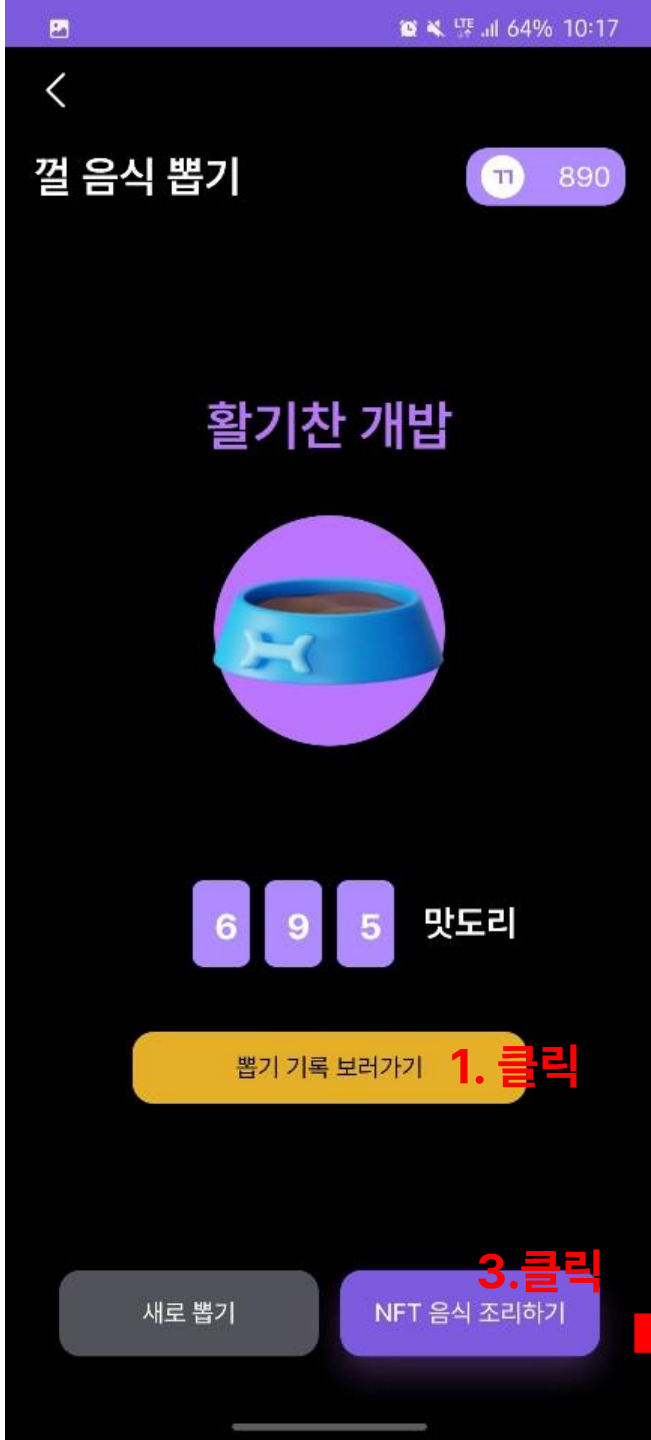 LTE 64% 10:17
껄 음식 뽑기
ㄲ 890
활기찬 개밥
6 9 5 맛도리
뽑기 기록 보러가기 1. 클릭
3.클릭
새로 뽑기 NFT 음식 조리하기